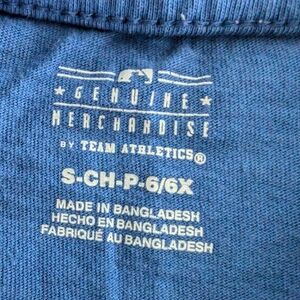 GENUINE
MERCHANDISE
BY TEAM ATHLETICS®
S-CH-P-6/6X
MADE IN BANGLADESH
HECHO EN BANGLADESH
FABRIQUÉ AU BANGLADESH